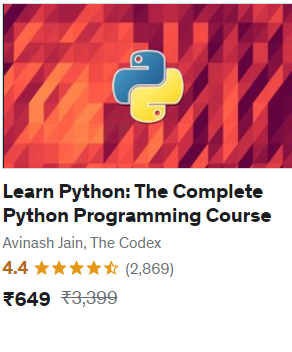 Learn Python: The Complete
Python Programming Course
Avinash Jain, The Codex
4.4 (2,869)
₹649 ₹3,399